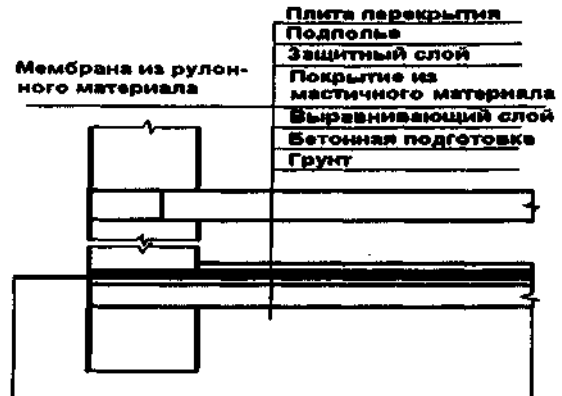 Плита перекрытия
Подполье
Защитный слой
Мембрана из рулон-
ного материала
Покрытие из
мастичного материала
Выравнивающий слой
Бетонная подготовка
Грунт